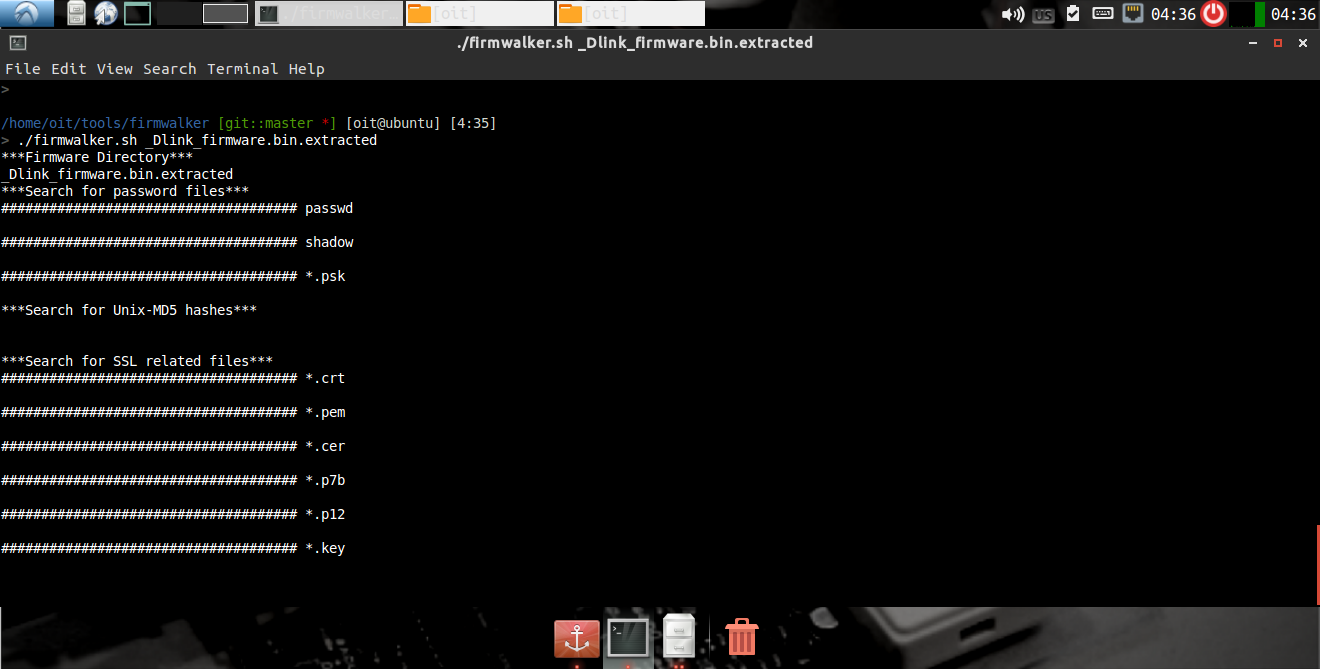 ./firmwalker...
[oit]
[oit]
US
04:36
04:36
./firmwalker.sh _Dlink_firmware.bin.extracted
File Edit View Search Terminal Help
>
/home/oit/tools/firmwalker [git::master *] [oit@ubuntu] [4:35]
> ./firmwalker.sh _Dlink_firmware.bin.extracted
***Firmware Directory***
_Dlink_firmware.bin.extracted
***Search for password files***
##################################### passwd
##################################### shadow
##################################### *.psk
***Search for Unix-MD5 hashes***
***Search for SSL related files***
##################################### *.crt
##################################### *.pem
##################################### *.cer
##################################### *.p7b
##################################### *.p12
##################################### *.key
>_